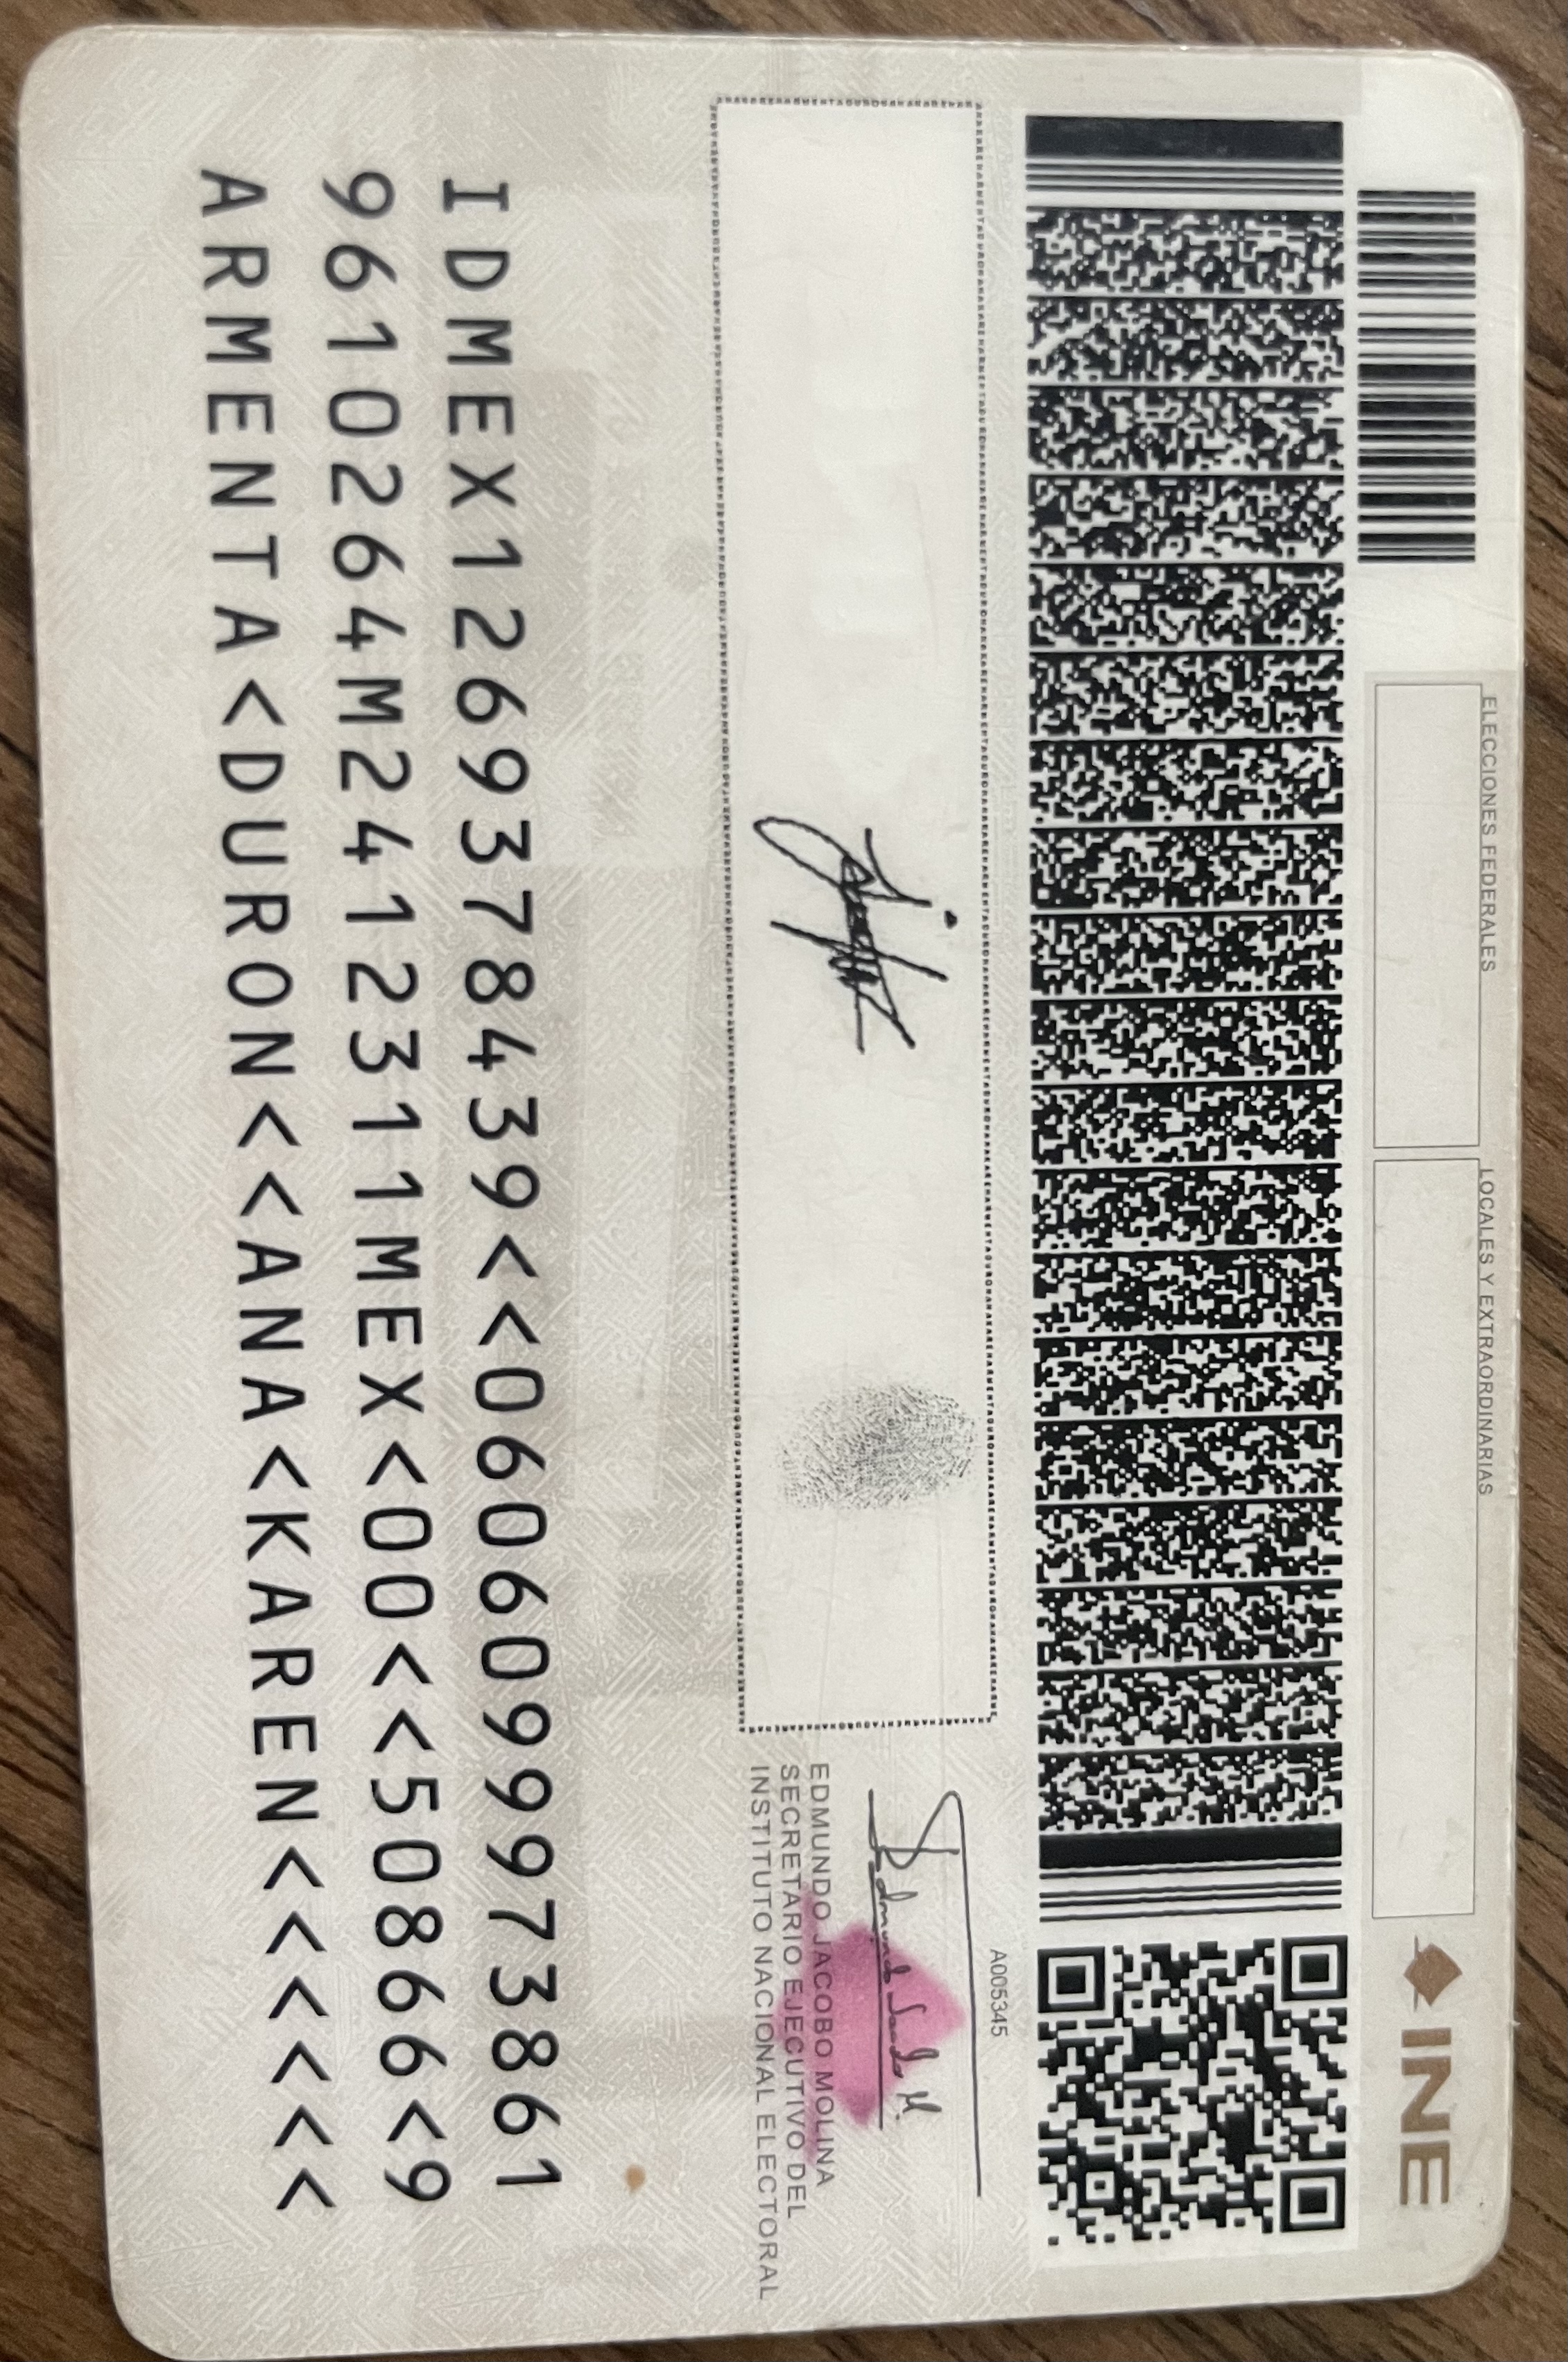 ELECCIONES FEDERALES
LOCALES Y EXTRAORDINARIAS
INE
A005345
EDMUNDO JACOBO MOLINA
SECRETARIO EJECUTIVO DEL
INSTITUTO NACIONAL ELECTORAL
IDMEX1269378439<<0606099973861
9610264M2412311MEX<00<<50866<9
ARMENTA<DURON<<ANA<KAREN<<<<<<